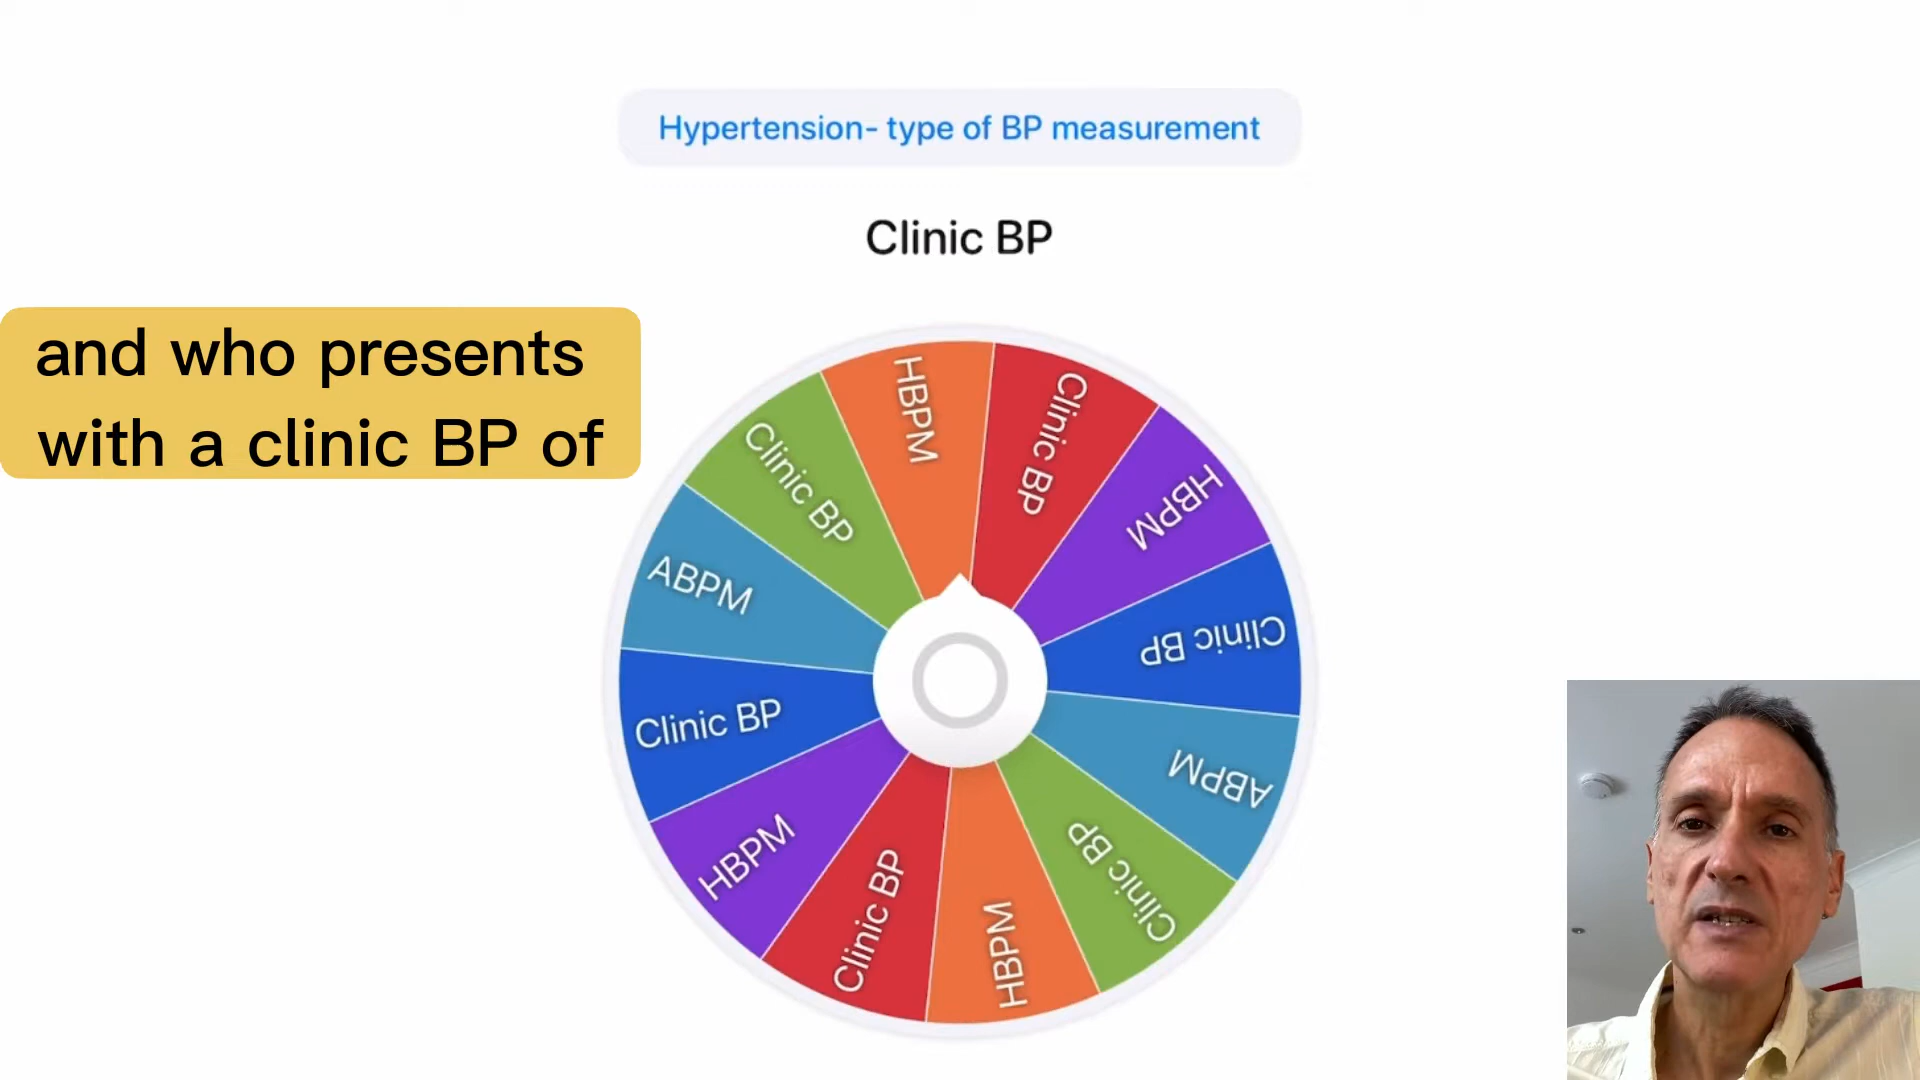 Hypertension- type of BP measurement
Clinic BP
and who presents
with a clinic BP of
HBPM
Clinic BP
HBPM
Clinic BP
ABPM
Clinic BP
HBPM
Clinic BP
HBPM
Clinic BP
ABPM
Clinic BP